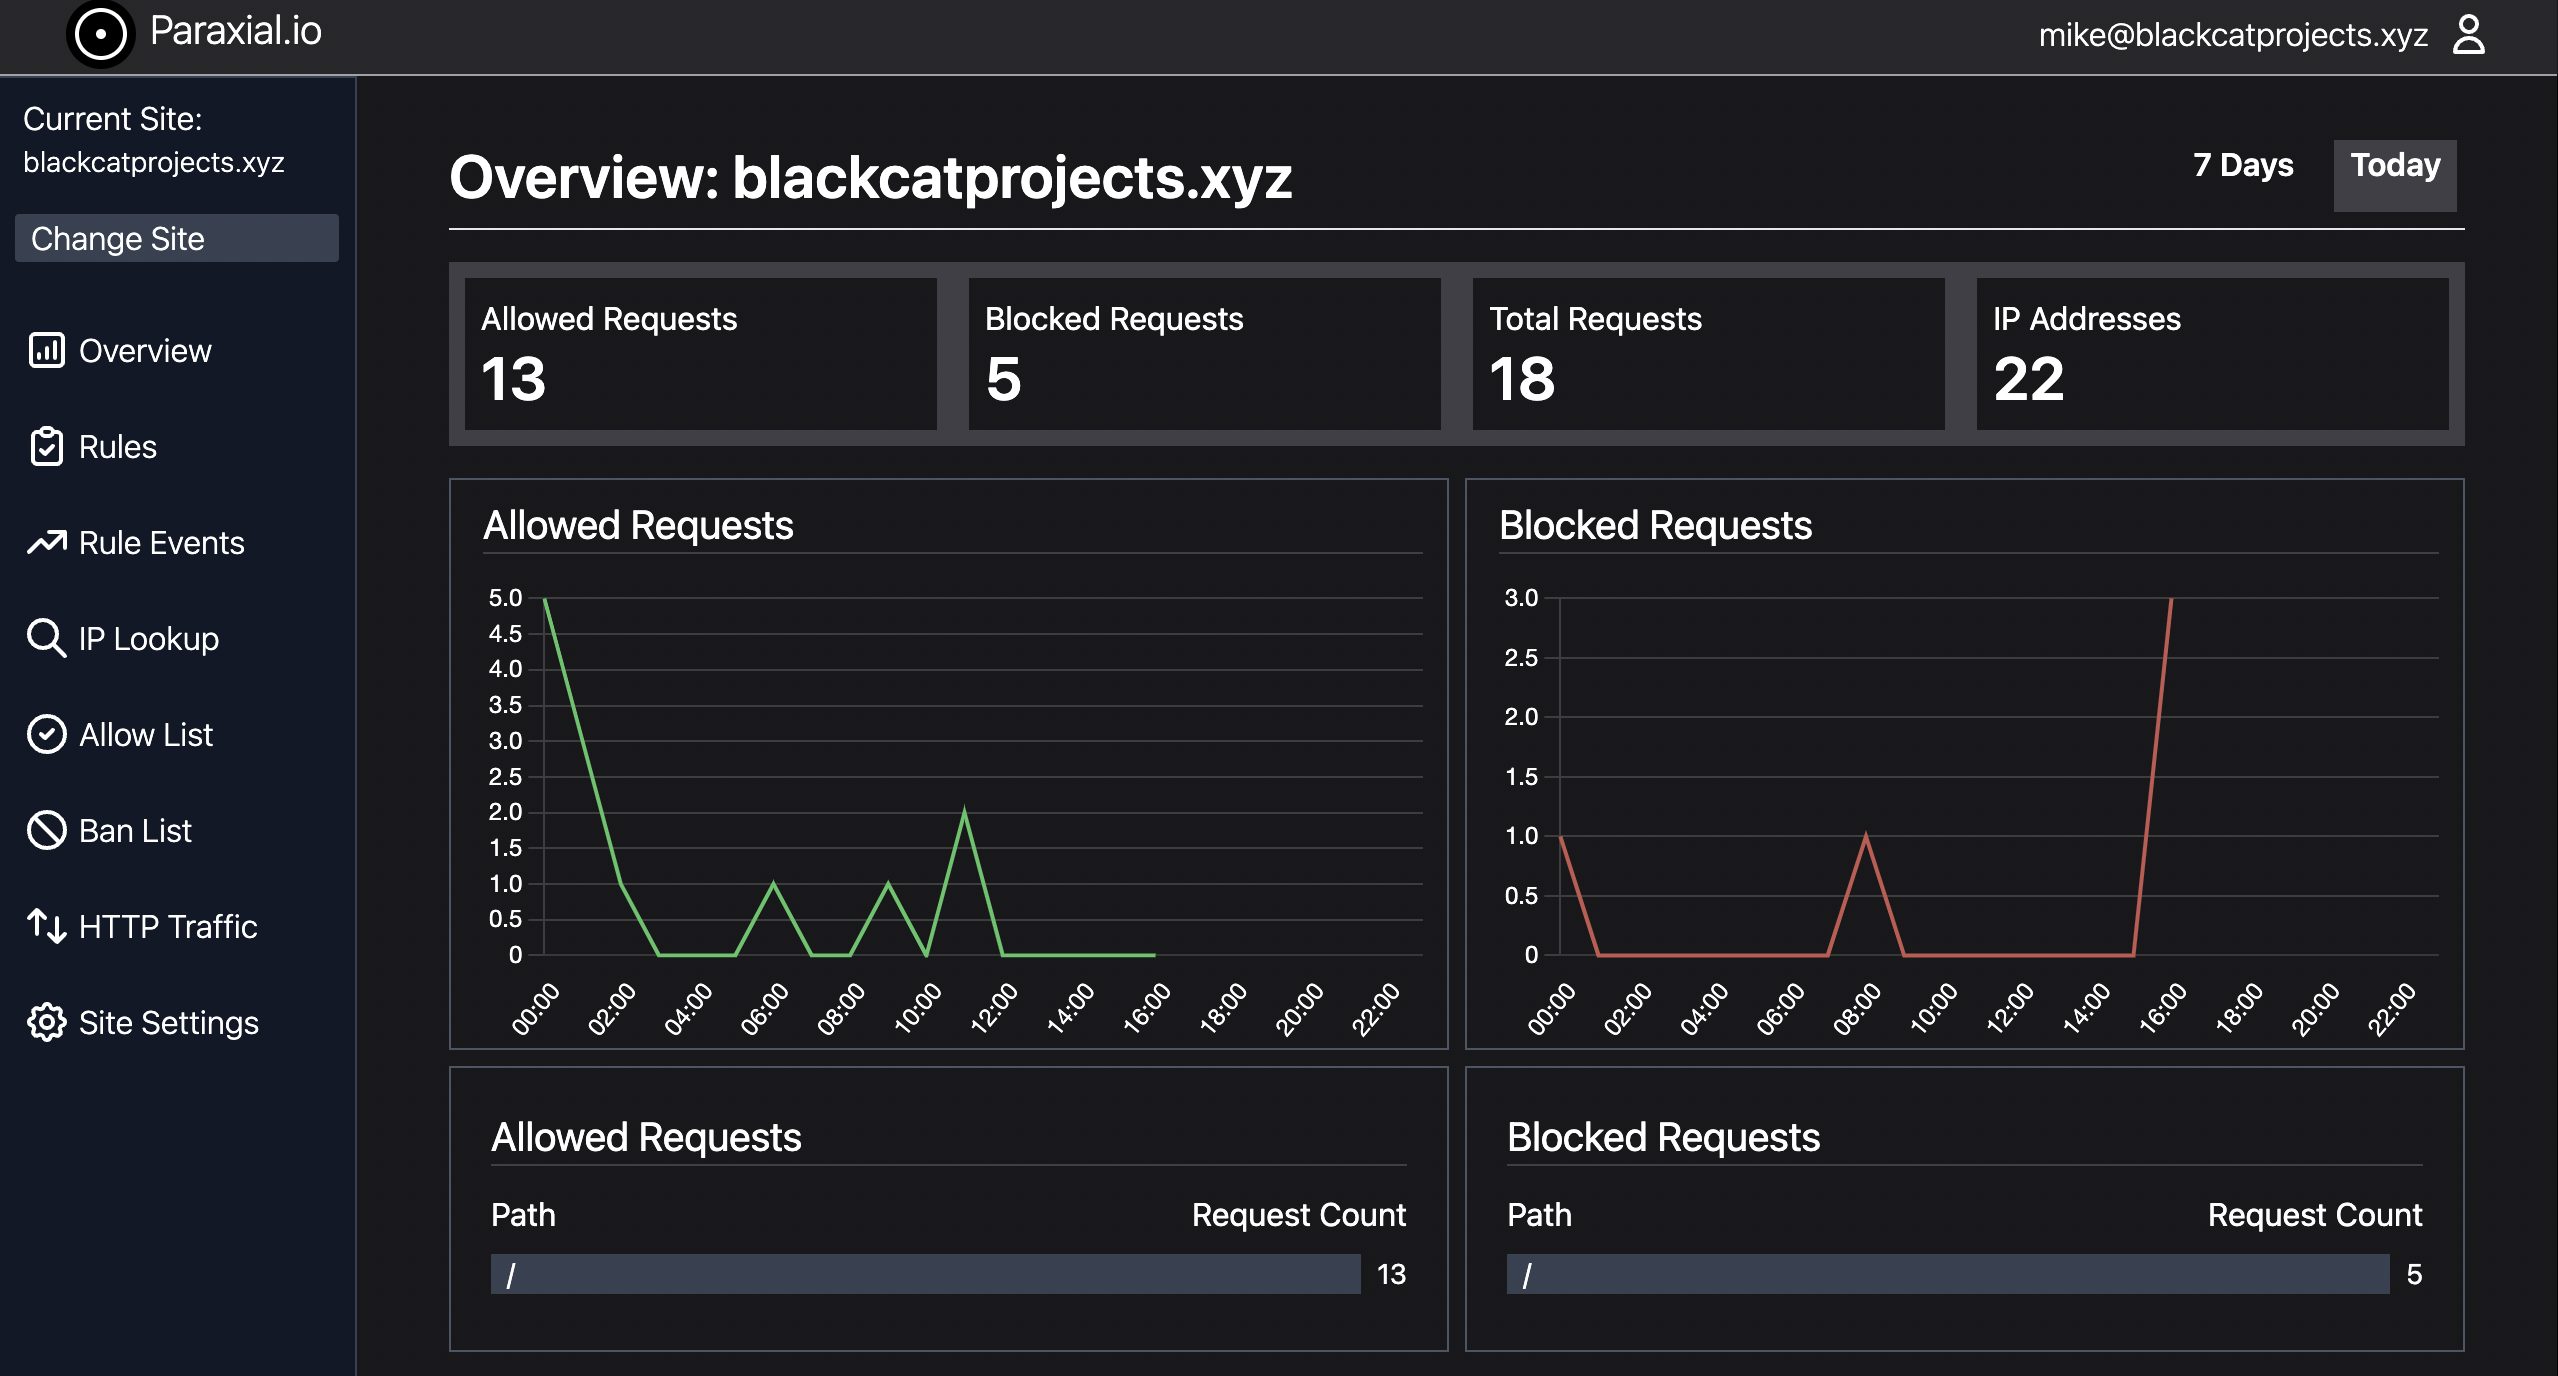 Paraxial.io
mike@blackcatprojects.xyz
Current Site:
blackcatprojects.xyz
Change Site
Overview
Rules
Rule Events
IP Lookup
Allow List
Ban List
HTTP Traffic
Site Settings
Overview: blackcatprojects.xyz
7 Days
Today
Allowed Requests
13
Blocked Requests
5
Total Requests
18
IP Addresses
22
Allowed Requests
5.0
4.5
4.0
3.5
3.0
2.5
2.0
1.5
1.0
0.5
0
00:00 02:00 04:00 06:00 08:00 10:00 12:00 14:00 16:00 18:00 20:00 22:00
Blocked Requests
3.0
2.5
2.0
1.5
1.0
0.5
0
00:00 02:00 04:00 06:00 08:00 10:00 12:00 14:00 16:00 18:00 20:00 22:00
Allowed Requests
Path Request Count
/ 13
Blocked Requests
Path Request Count
/ 5